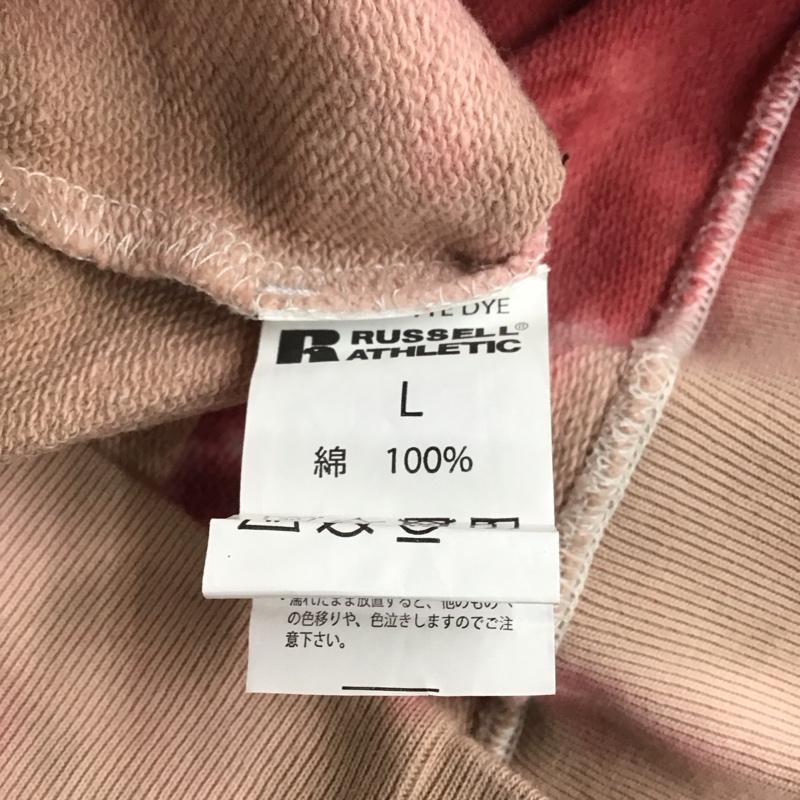 DYE
RUSSELL®
ATHLETIC
L
綿 100%
・濡れたまま放置すると、他のものへ
の色移りや、色泣きしますのでご注
意下さい。